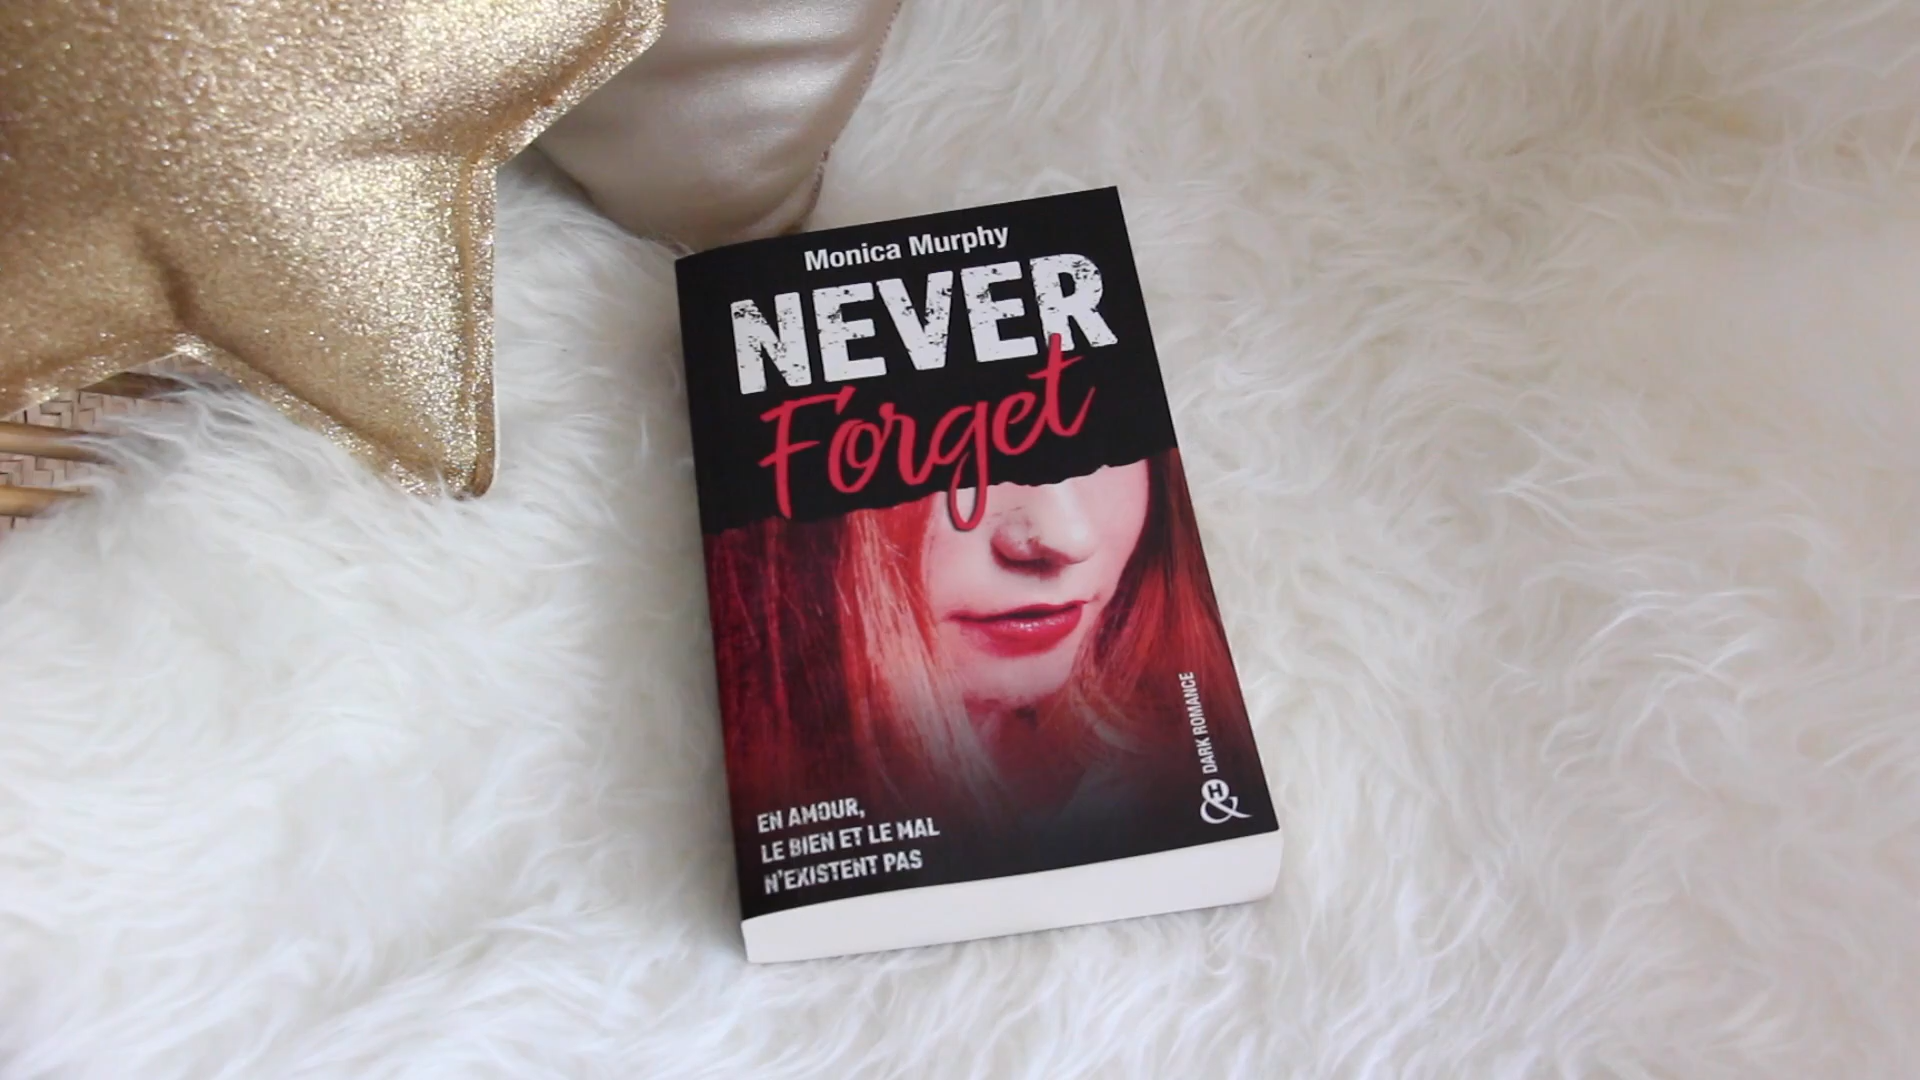 Monica Murphy
NEVER
Forget
DARK ROMANCE
&H
EN AMOUR,
LE BIEN ET LE MAL
N'EXISTENT PAS